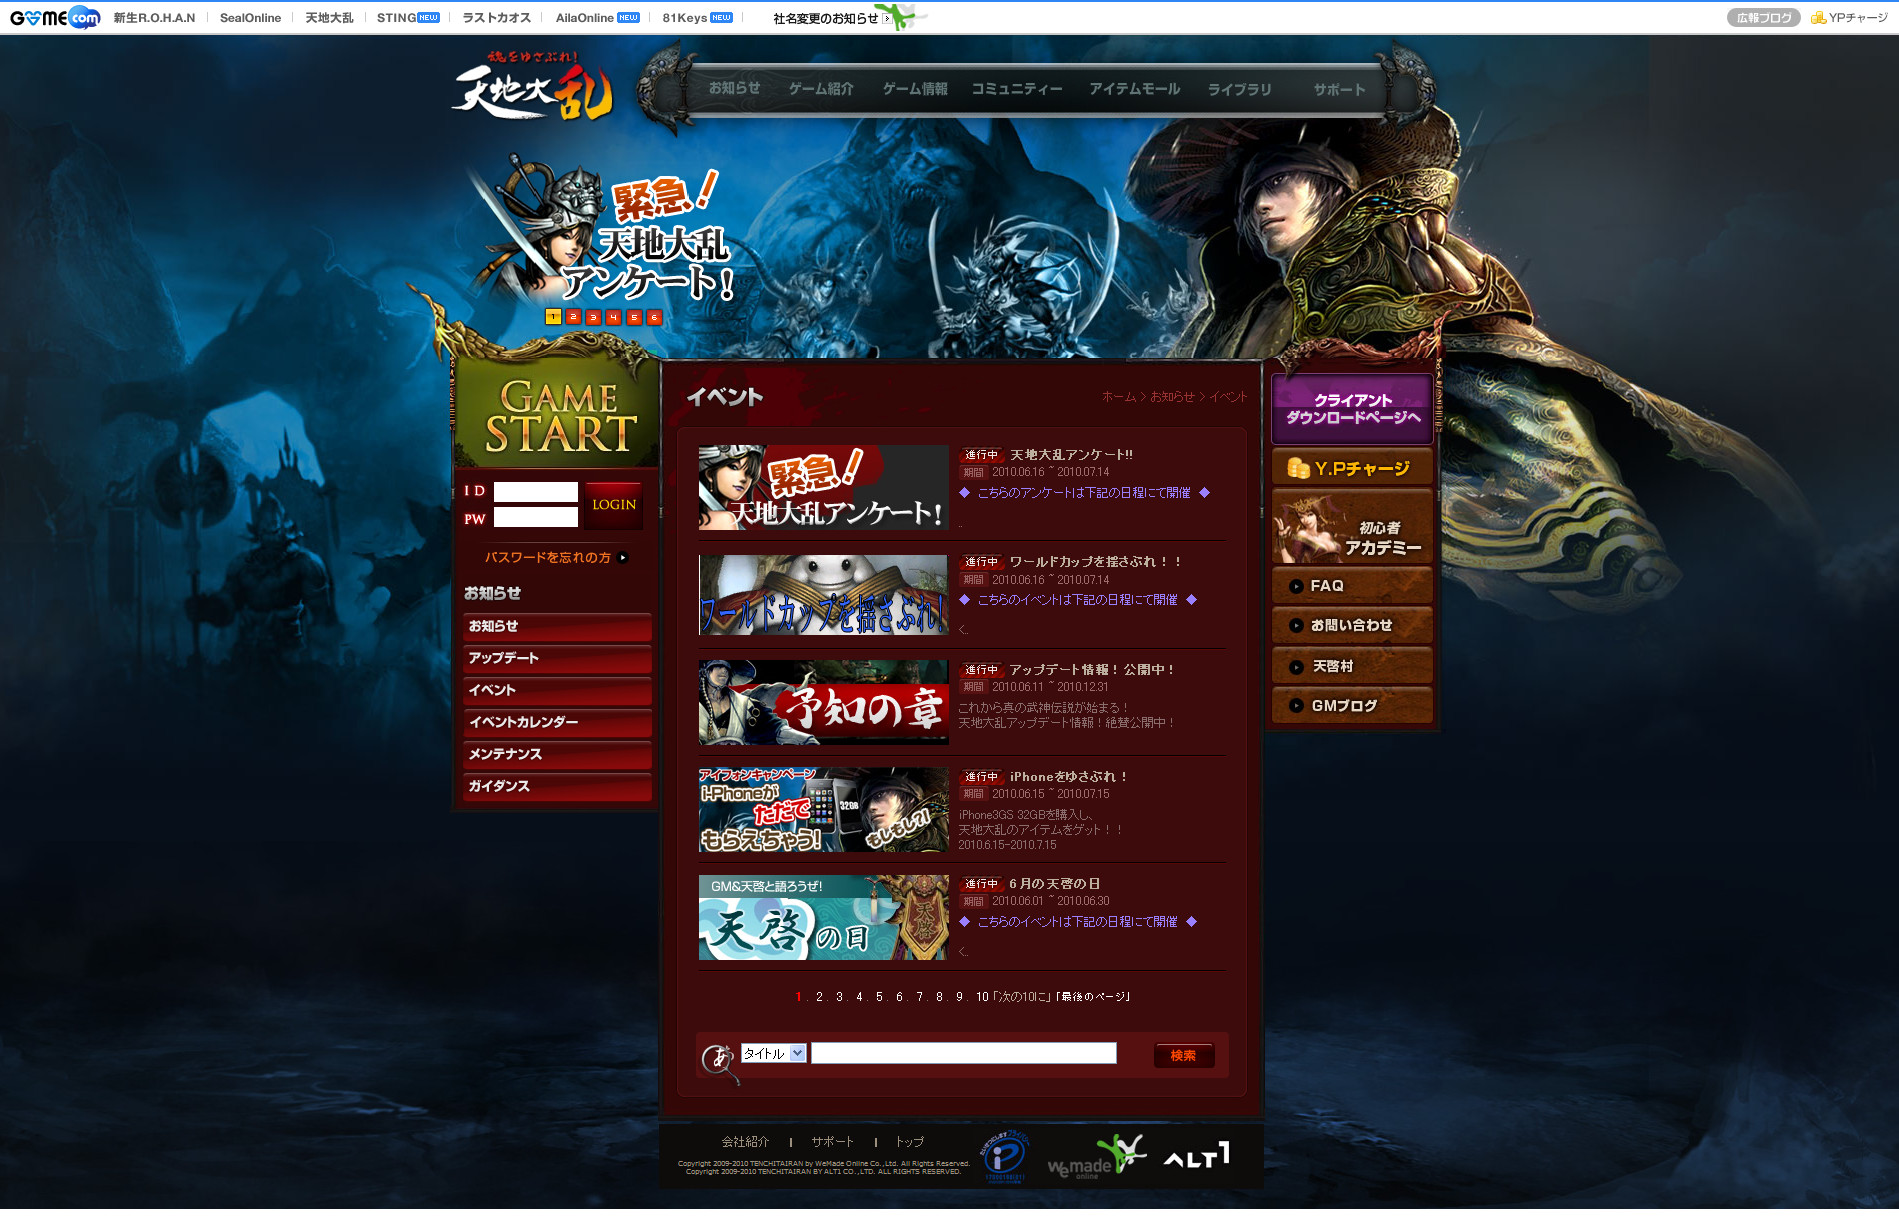 GameCom 新生R.O.H.A.N SealOnline 天地大乱 STING NEW ラストカオス AilaOnline NEW 81Keys NEW 社名変更のお知らせ 広報ブログ YPチャージ
魂をゆさぶれ!
天地大乱
お知らせ ゲーム紹介 ゲーム情報 コミュニティー アイテムモール ライブラリ サポート
緊急!
天地大乱
アンケート!
1 2 3 4 5 6
GAME
START
ID
PW
LOGIN
パスワードを忘れの方
お知らせ
お知らせ
アップデート
イベント
イベントカレンダー
メンテナンス
ガイダンス
イベント
ホーム > お知らせ > イベント
緊急!
天地大乱アンケート!
進行中 天地大乱アンケート!!
期間 2010.06.16 ~ 2010.07.14
◆ こちらのアンケートは下記の日程にて開催 ◆
..
ワールドカップを揺さぶれ!
進行中 ワールドカップを揺さぶれ！！
期間 2010.06.16 ~ 2010.07.14
◆ こちらのイベントは下記の日程にて開催 ◆
<..
予知の章
進行中 アップデート情報！公開中！
期間 2010.06.11 ~ 2010.12.31
これから真の武神伝説が始まる！
天地大乱アップデート情報！絶賛公開中！
アイフォンキャンペーン
i-Phoneが
ただで
もらえちゃう!
32GB
もしもし?!
進行中 iPhoneをゆさぶれ！
期間 2010.06.15 ~ 2010.07.15
iPhone3GS 32GBを購入し、
天地大乱のアイテムをゲット！！
2010.6.15-2010.7.15
GM&天啓と語ろうぜ!
天啓の日
進行中 6月の天啓の日
期間 2010.06.01 ~ 2010.06.30
◆ こちらのイベントは下記の日程にて開催 ◆
<..
1 . 2 . 3 . 4 . 5 . 6 . 7 . 8 . 9 . 10 「次の10に」 「最後のページ」
あ タイトル 検索
クライアント
ダウンロードページへ
Y.Pチャージ
初心者
アカデミー
FAQ
お問い合わせ
天啓村
GMブログ
会社紹介 | サポート | トップ
Copyright 2009-2010 TENCHITAIRAN by WeMade Online Co.,Ltd. All Rights Reserved.
Copyright 2009-2010 TENCHITAIRAN BY ALT1 CO.,LTD. ALL RIGHTS RESERVED.
wemade
online
ALT1